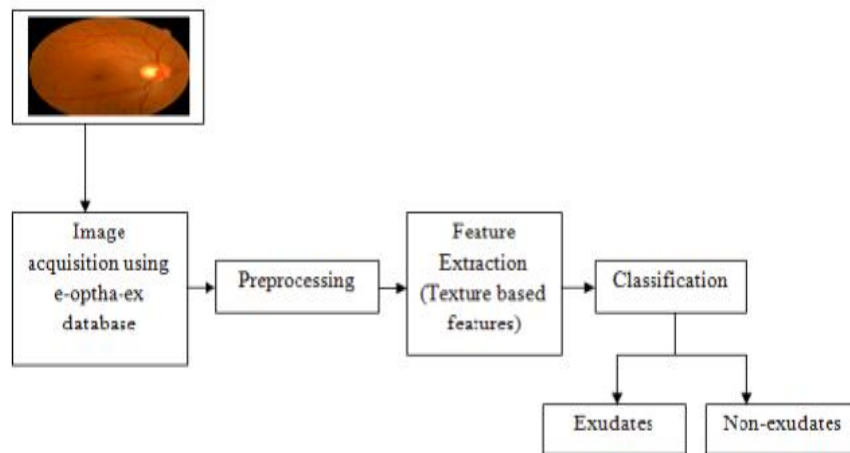 Image
acquisition using
e-optha-ex
database
Preprocessing
Feature
Extraction
(Texture based
features)
Classification
Exudates
Non-exudates